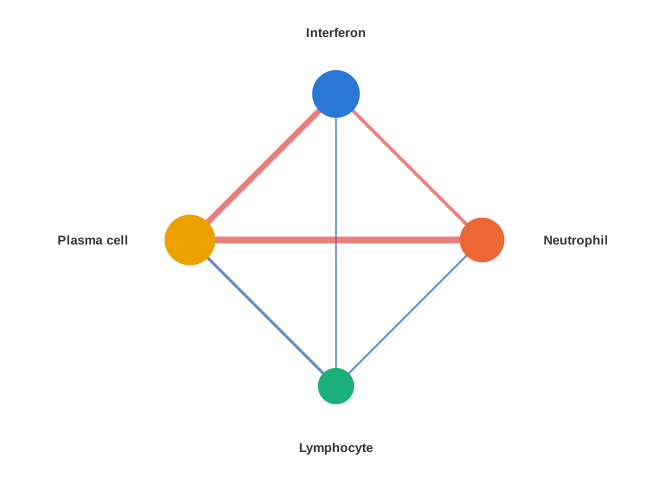 Interferon
Plasma cell
Neutrophil
Lymphocyte